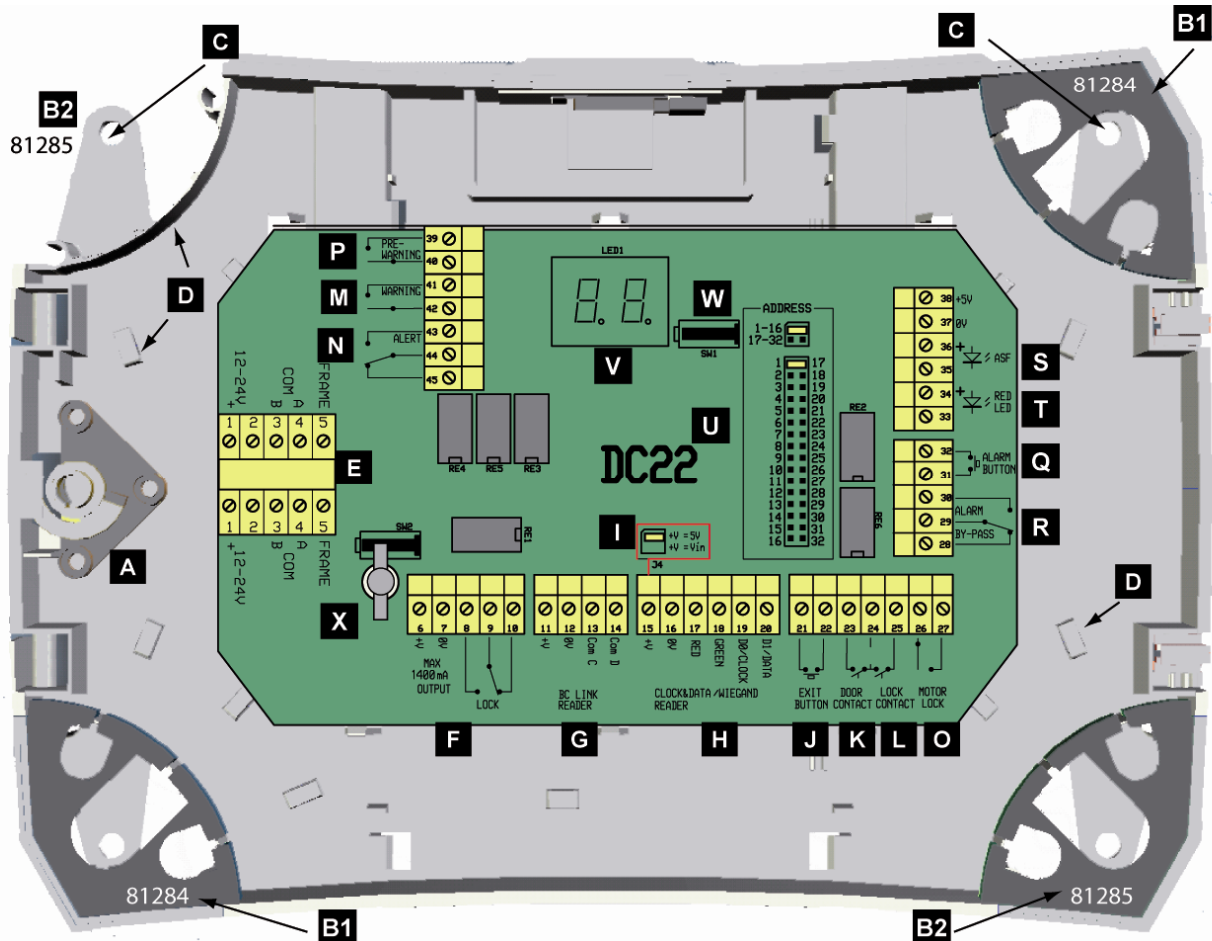 C
C
B1
81284
B2
81285
P
PRE-
WARNING
39
40
M
WARNING
41
42
N
ALERT
43
44
45
D
LED1
V
W
SW1
ADDRESS
1-16
17-32
1 17
2 18
3 19
4 20
5 21
6 22
7 23
8 24
9 25
10 26
11 27
12 28
13 29
14 30
15 31
16 32
U
RE2
RE6
38 +5V
37 0V
36 + ASF
35
S
34 + RED
LED
33
T
32 ALARM
31 BUTTON
Q
30
ALARM
29
BY-PASS
28
R
12-24V
+
COM
B A
FRAME
1 2 3 4 5
E
1 2 3 4 5
+
12-24V
B A
COM
FRAME
A
RE4 RE5 RE3
DC22
RE1
SW2
X
I
+V =5V
+V =Vin
J4
D
6 7 8 9 10
+V 0V
MAX
1400mA
OUTPUT
LOCK
F
11 12 13 14
+V 0V Com C Com D
BC LINK
READER
G
15 16 17 18 19 20
+V 0V RED GREEN D0/CLOCK D1/DATA
CLOCK&DATA/WIEGAND
READER
H
21 22 23 24 25 26 27
EXIT
BUTTON
DOOR
CONTACT
LOCK
CONTACT
MOTOR
LOCK
J K L O
81284
B1
81285
B2